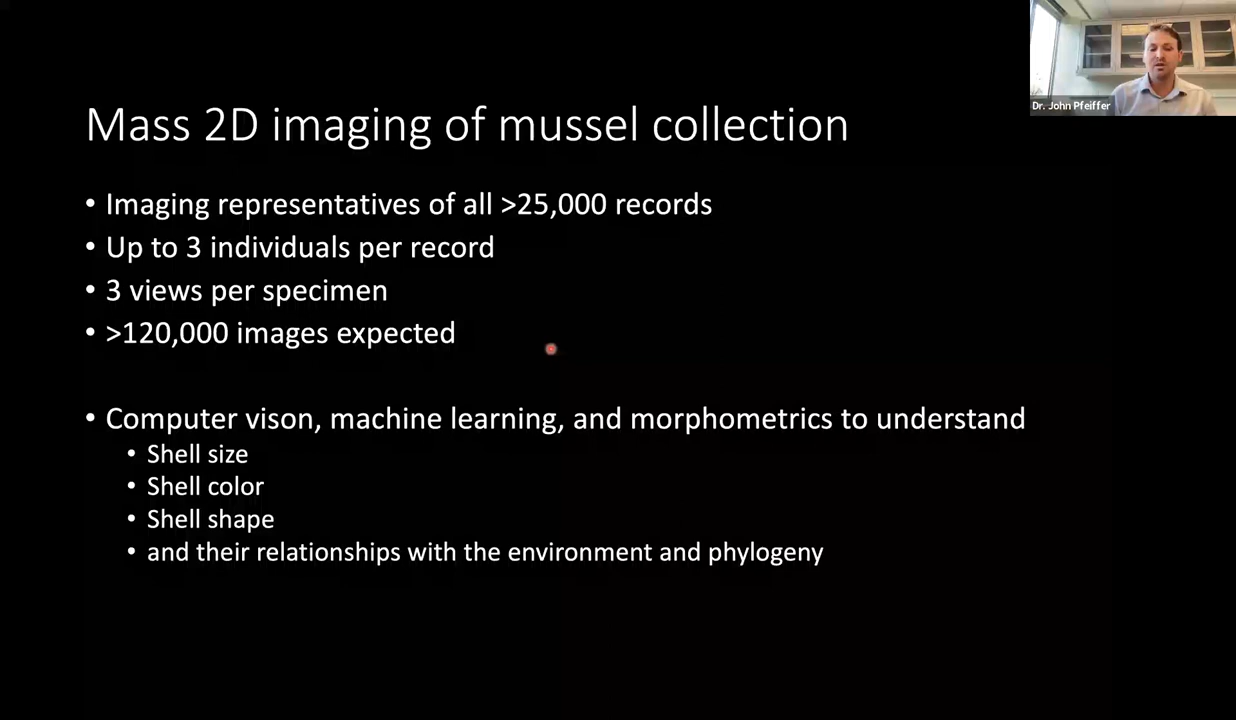 Dr. John Pfeiffer
Mass 2D imaging of mussel collection
• Imaging representatives of all >25,000 records
• Up to 3 individuals per record
• 3 views per specimen
• >120,000 images expected
• Computer vison, machine learning, and morphometrics to understand
• Shell size
• Shell color
• Shell shape
• and their relationships with the environment and phylogeny